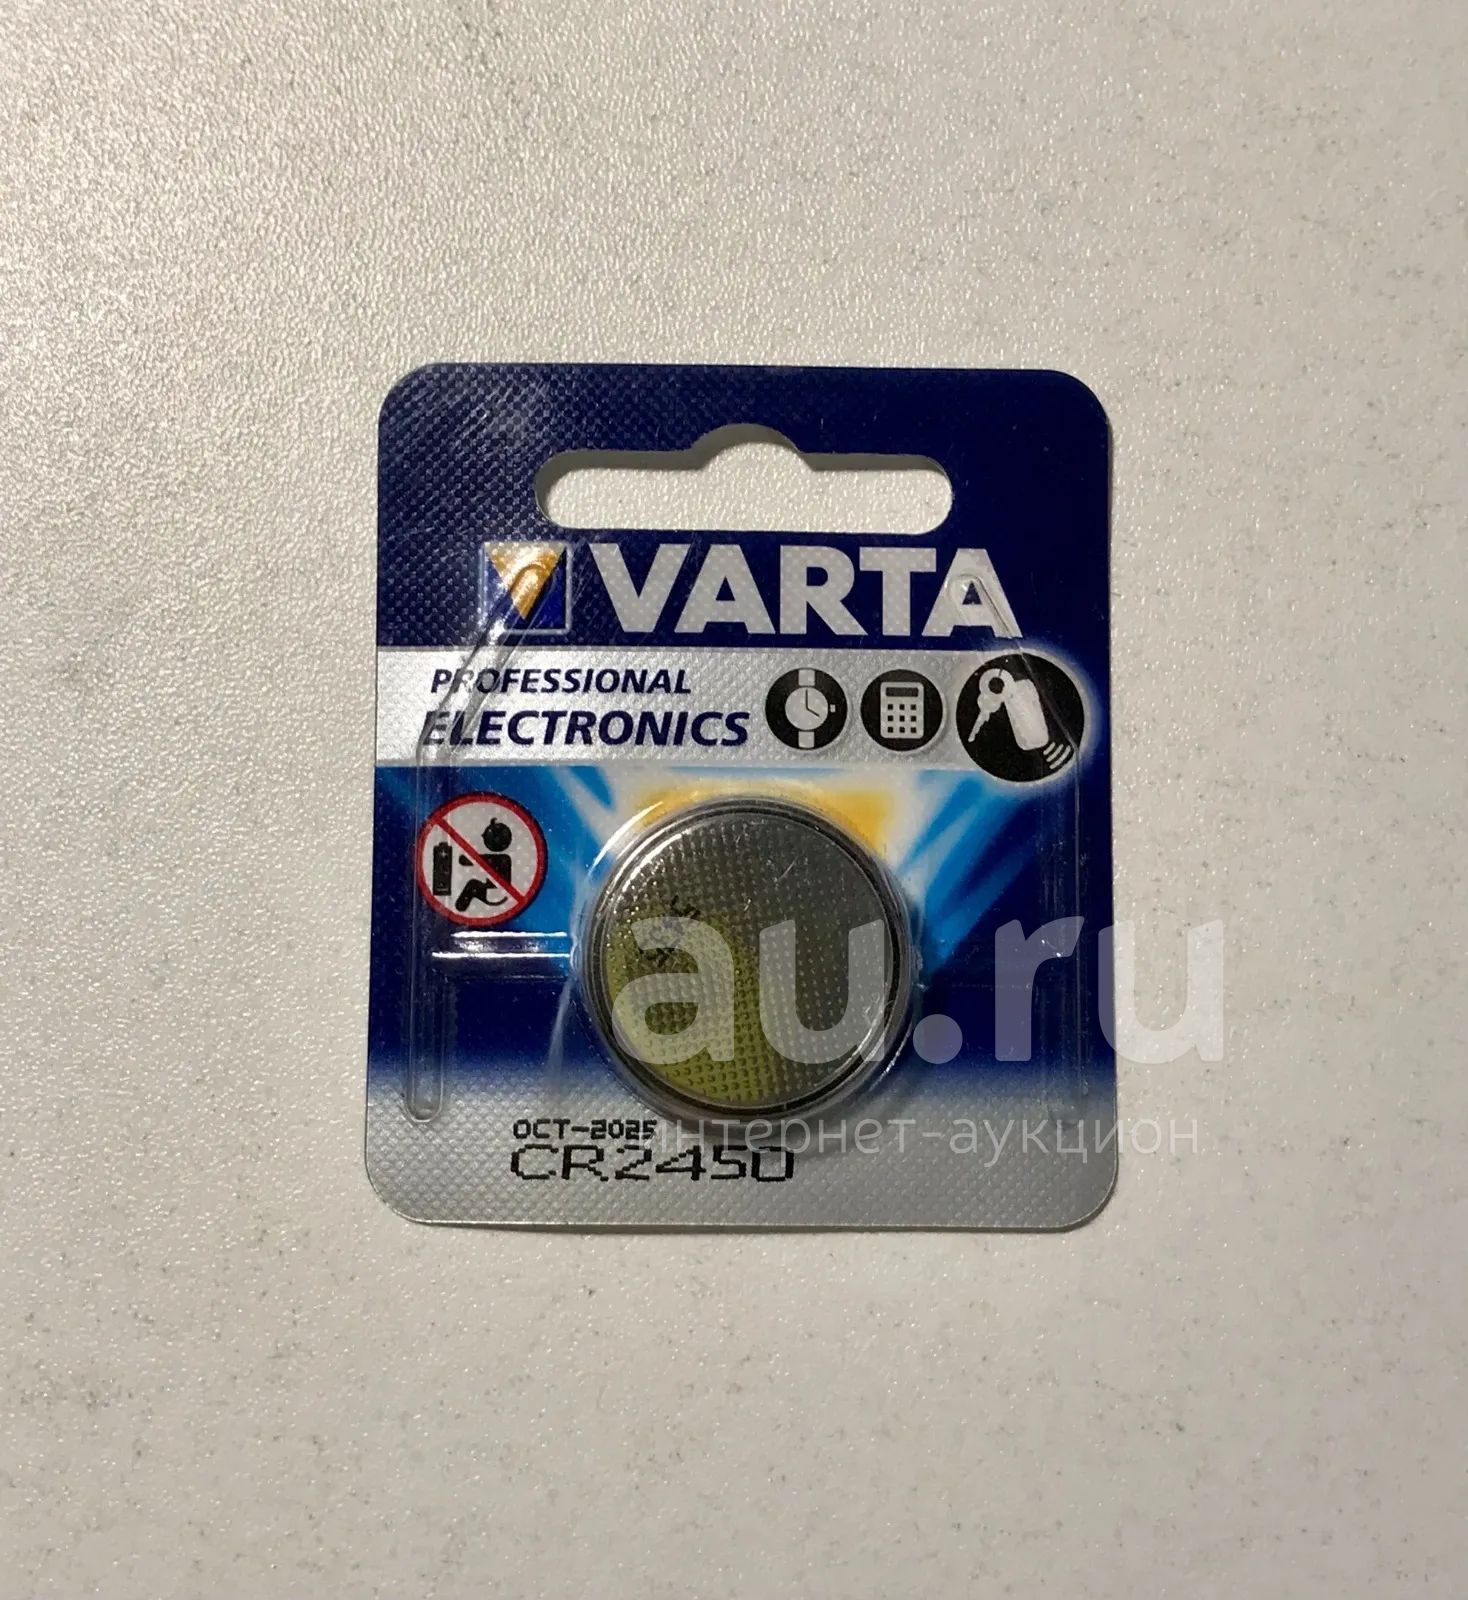 VARTA
PROFESSIONAL
ELECTRONICS
au.ru
интернет-аукцион
OCT-2025
CR2450